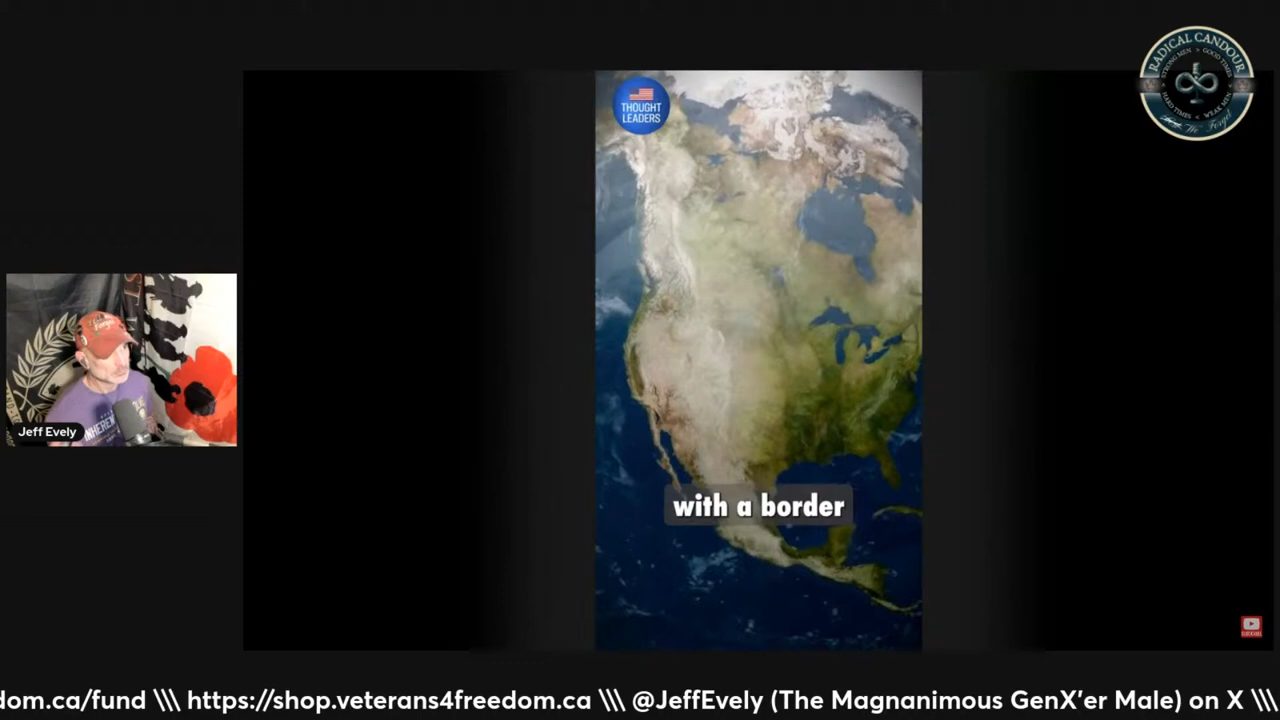 RADICAL CANDOUR
STRONG MEN > GOOD TIMES
HARD TIMES < WEAK MEN
THOUGHT
LEADERS
with a border
Jeff Evely
dom.ca/fund \\\ https://shop.veterans4freedom.ca \\\ @JeffEvely (The Magnanimous GenX'er Male) on X \\\